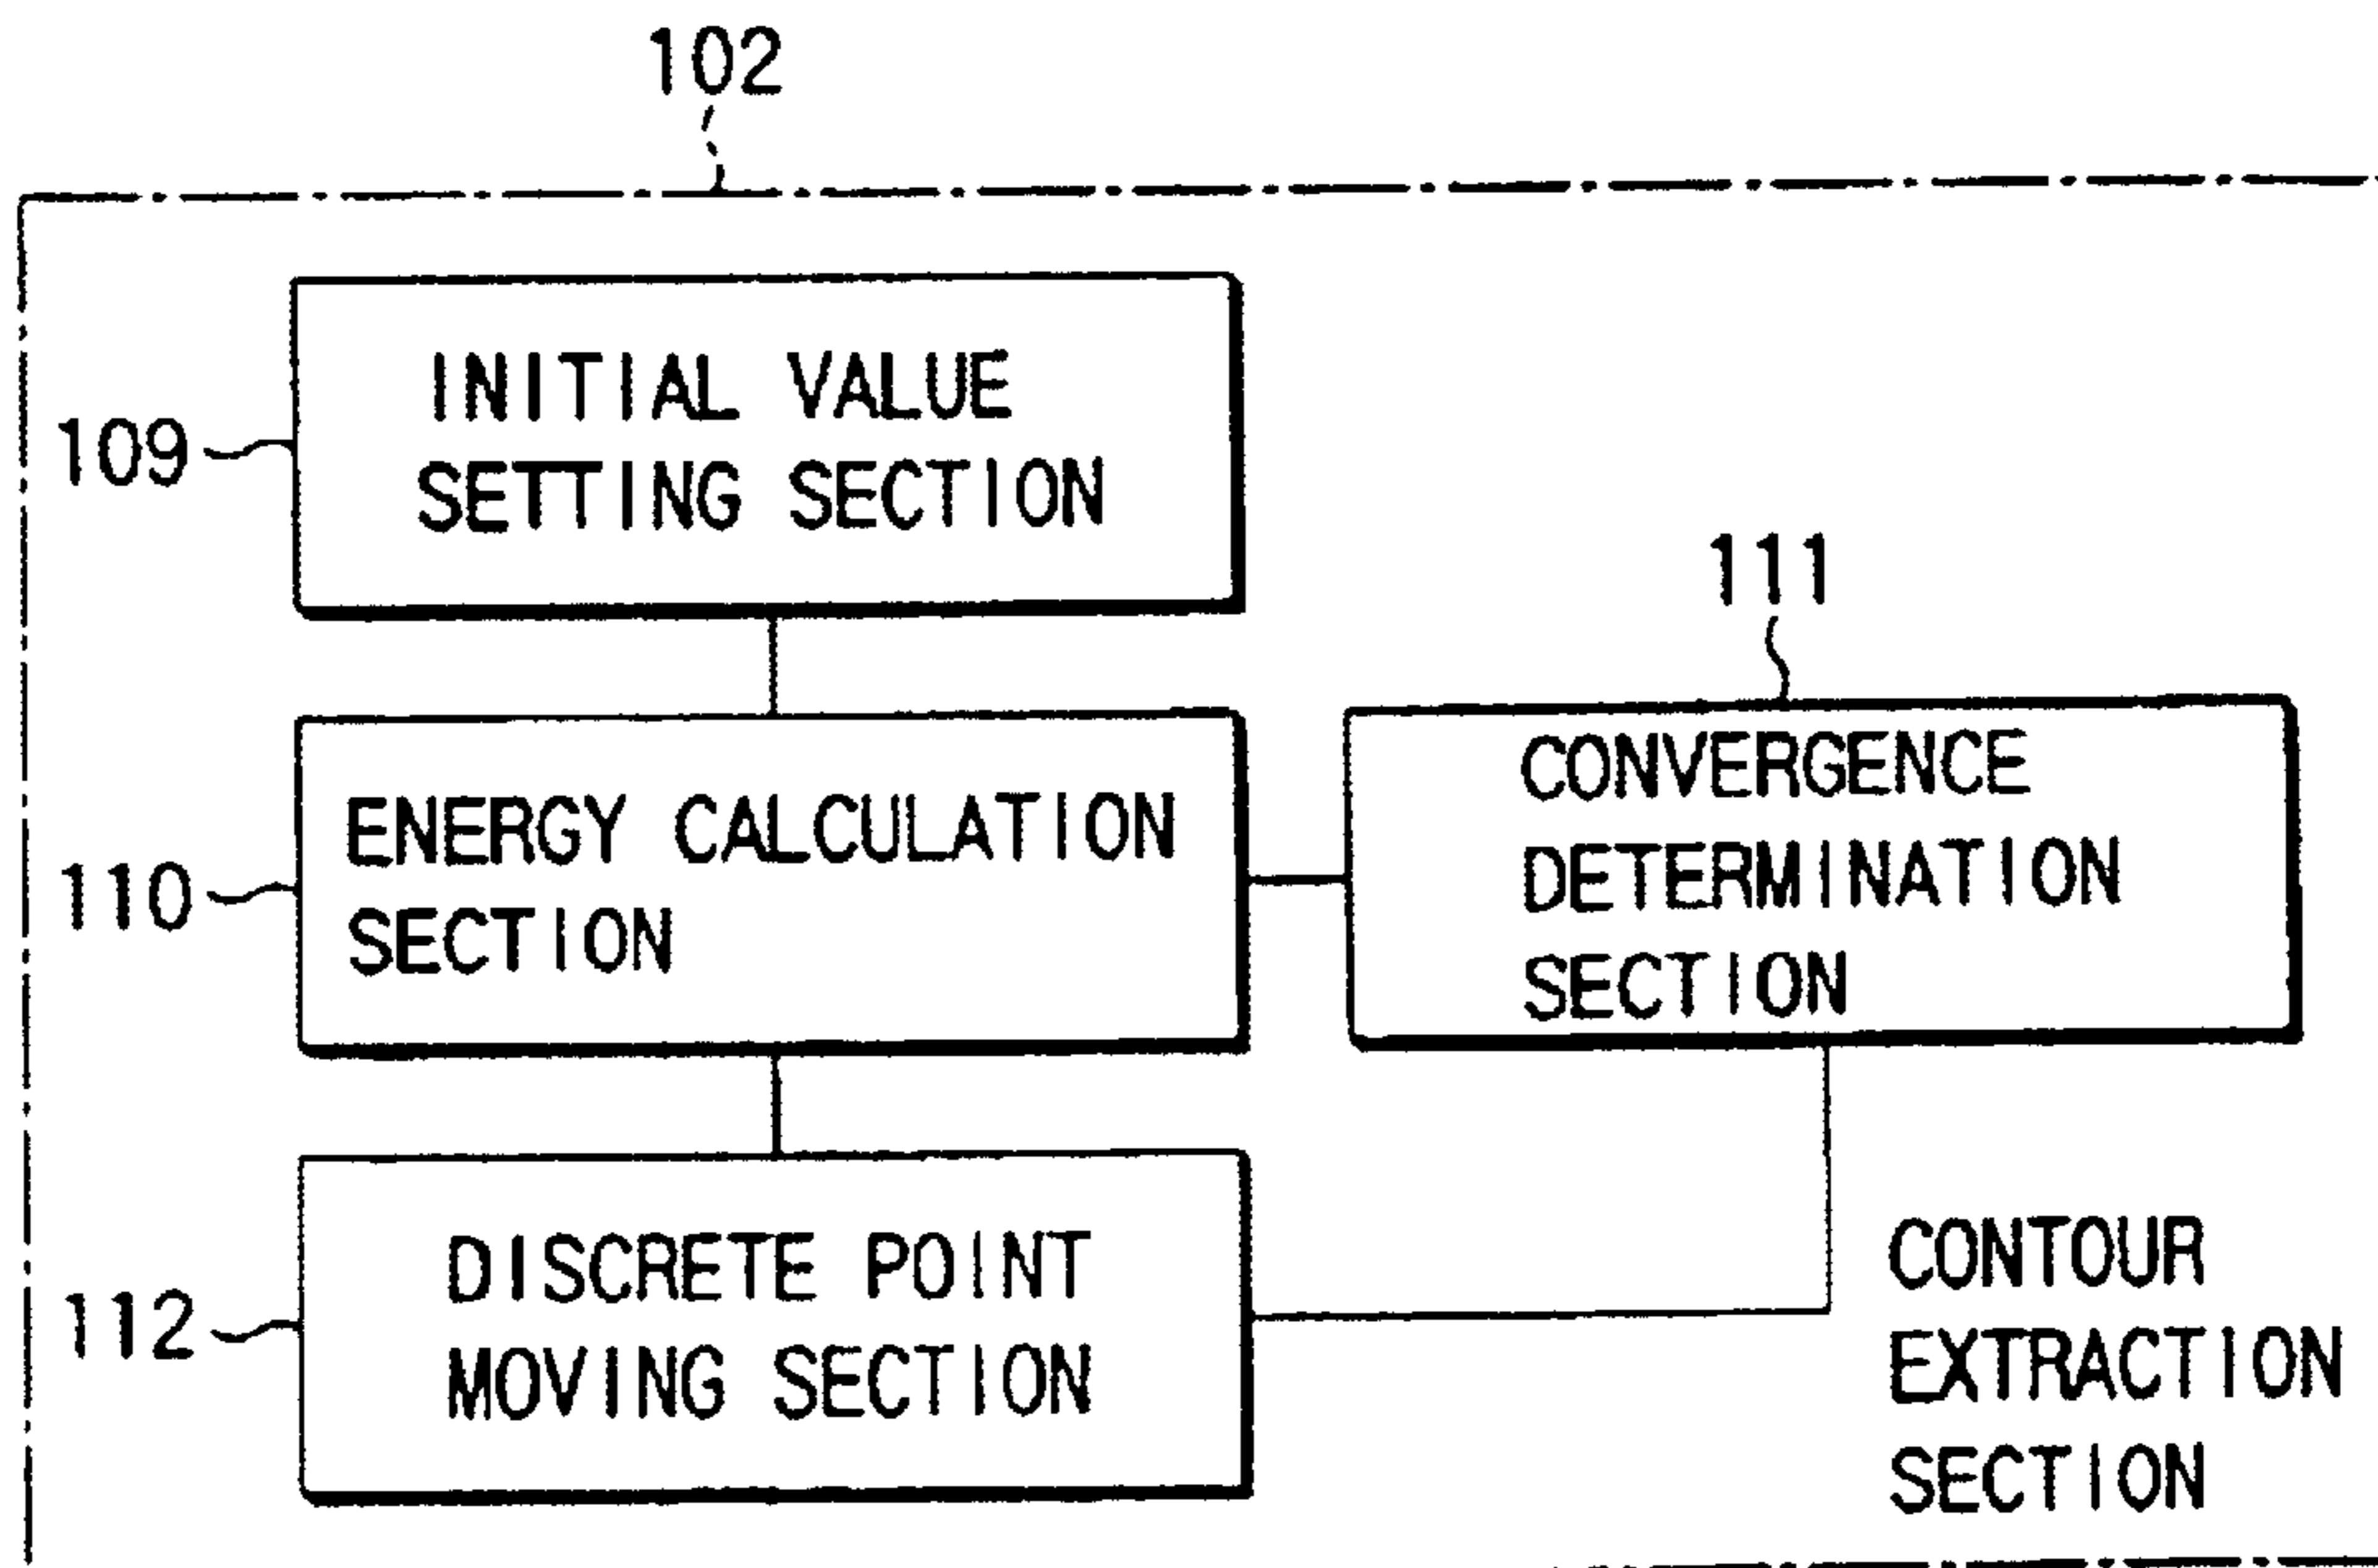 102
INITIAL VALUE
SETTING SECTION
109
111
CONVERGENCE
DETERMINATION
SECTION
ENERGY CALCULATION
SECTION
110
DISCRETE POINT
MOVING SECTION
112
CONTOUR
EXTRACTION
SECTION